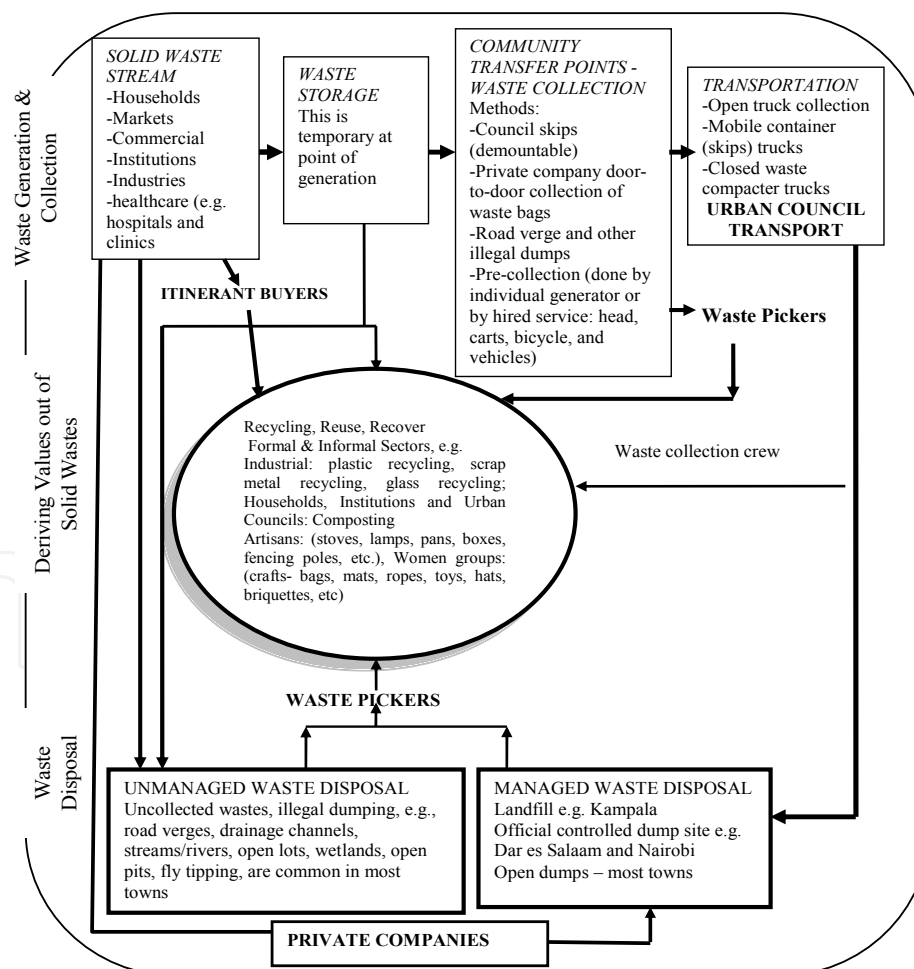 Waste Generation &
Collection
SOLID WASTE
STREAM
-Households
-Markets
-Commercial
-Institutions
-Industries
-healthcare (e.g.
hospitals and
clinics
WASTE
STORAGE
This is
temporary at
point of
generation
COMMUNITY
TRANSFER POINTS -
WASTE COLLECTION
Methods:
-Council skips
(demountable)
-Private company door-
to-door collection of
waste bags
-Road verge and other
illegal dumps
-Pre-collection (done by
individual generator or
by hired service: head,
carts, bicycle, and
vehicles)
TRANSPORTATION
-Open truck collection
-Mobile container
(skips) trucks
-Closed waste
compacter trucks
URBAN COUNCIL
TRANSPORT
ITINERANT BUYERS
Waste Pickers
Deriving Values out of
Solid Wastes
Recycling, Reuse, Recover
Formal & Informal Sectors, e.g.
Industrial: plastic recycling, scrap
metal recycling, glass recycling;
Households, Institutions and Urban
Councils: Composting
Artisans: (stoves, lamps, pans, boxes,
fencing poles, etc.), Women groups:
(crafts- bags, mats, ropes, toys, hats,
briquettes, etc)
Waste collection crew
WASTE PICKERS
Waste
Disposal
UNMANAGED WASTE DISPOSAL
Uncollected wastes, illegal dumping, e.g.,
road verges, drainage channels,
streams/rivers, open lots, wetlands, open
pits, fly tipping, are common in most
towns
MANAGED WASTE DISPOSAL
Landfill e.g. Kampala
Official controlled dump site e.g.
Dar es Salaam and Nairobi
Open dumps – most towns
PRIVATE COMPANIES